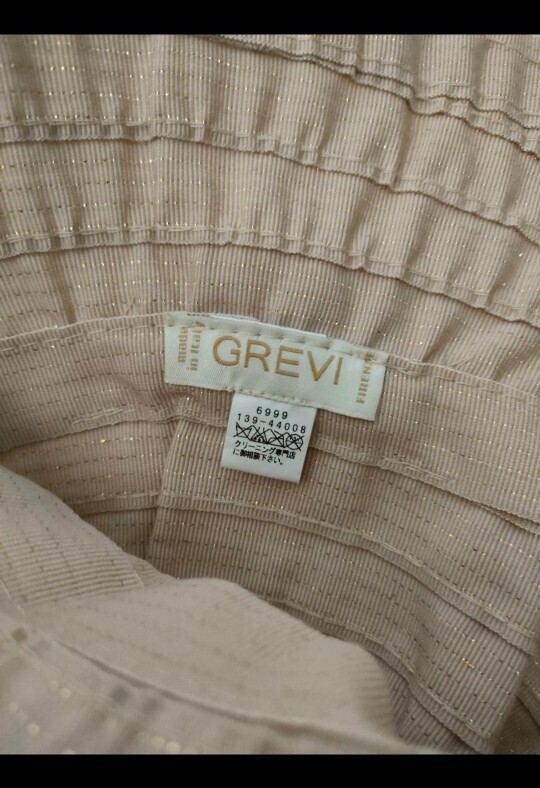 made
in Italy
GREVI
FIRENZE
6999
139-44008
クリーニング専門店
に御相談下さい。